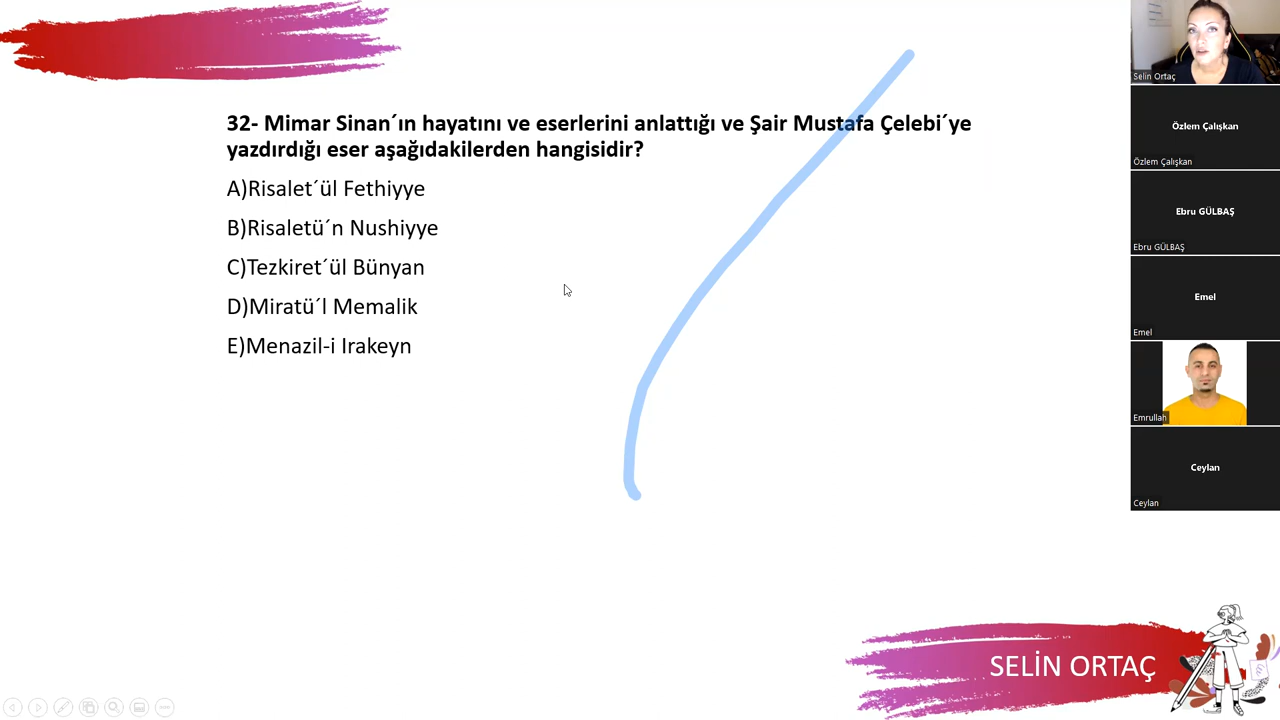 32- Mimar Sinan´ın hayatını ve eserlerini anlattığı ve Şair Mustafa Çelebi´ye
yazdırdığı eser aşağıdakilerden hangisidir?
A)Risalet´ül Fethiyye
B)Risaletü´n Nushiyye
C)Tezkiret´ül Bünyan
D)Miratü´l Memalik
E)Menazil-i Irakeyn
Selin Ortaç
Özlem Çalışkan
Özlem Çalışkan
Ebru GÜLBAŞ
Ebru GÜLBAŞ
Emel
Emel
Emrullah
Ceylan
Ceylan
SELİN ORTAÇ